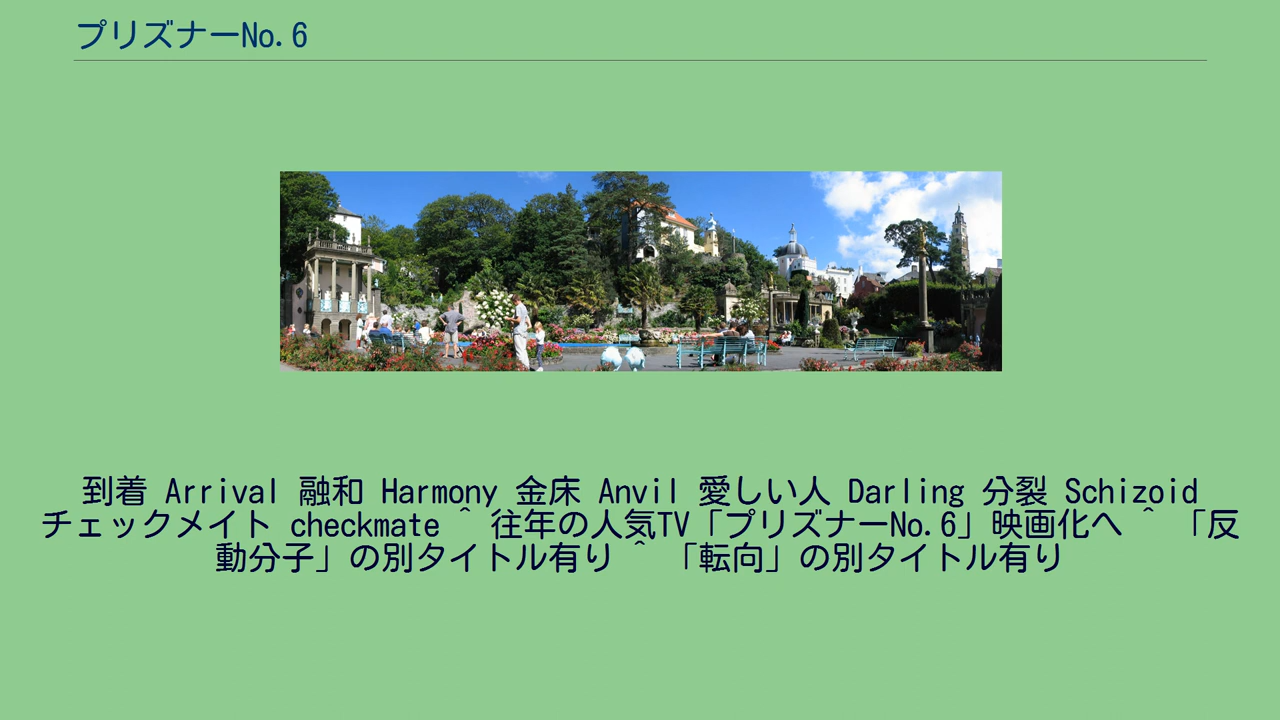 プリズナーNo.6
到着 Arrival 融和 Harmony 金床 Anvil 愛しい人 Darling 分裂 Schizoid
チェックメイト checkmate ^ 往年の人気TV「プリズナーNo.6」映画化へ ^ 「反
動分子」の別タイトル有り ^ 「転向」の別タイトル有り